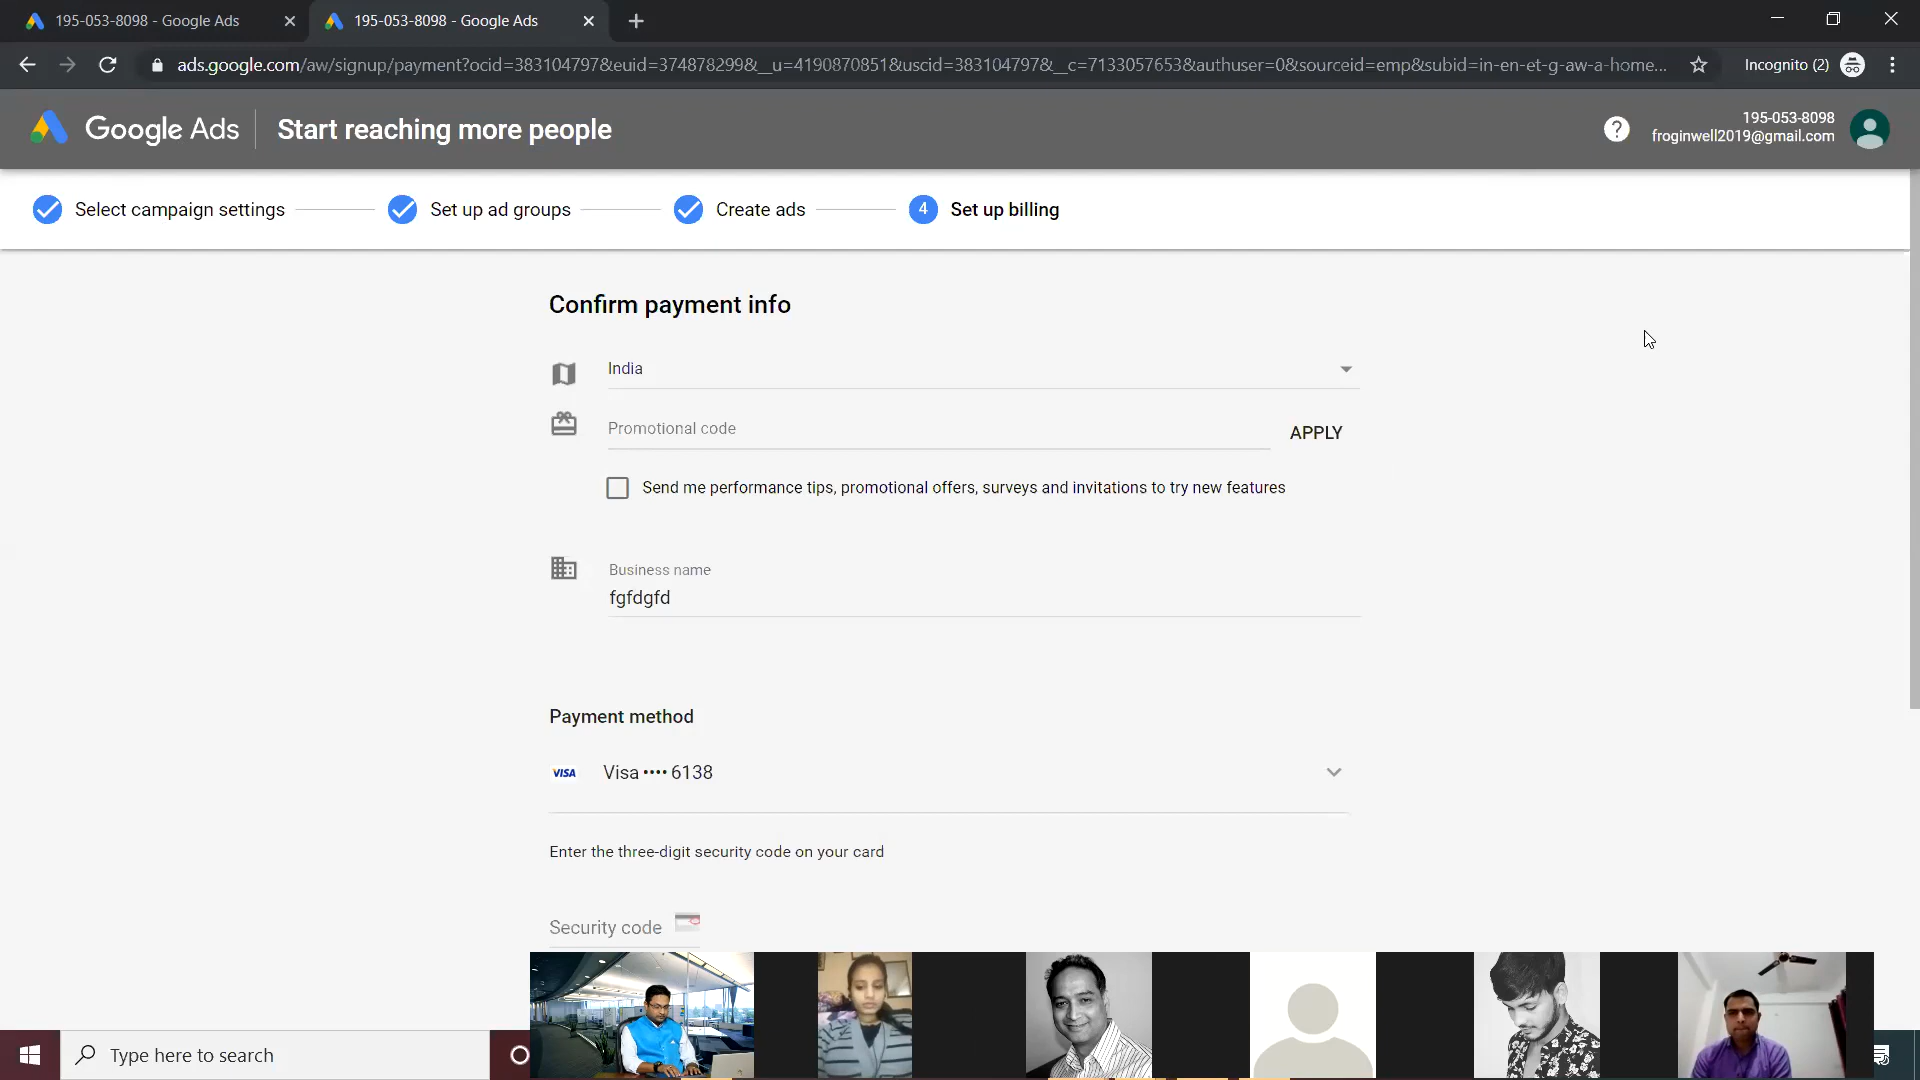 195-053-8098 - Google Ads
195-053-8098 - Google Ads
ads.google.com/aw/signup/payment?ocid=383104797&euid=374878299&__u=4190870851&uscid=383104797&__c=7133057653&authuser=0&sourceid=emp&subid=in-en-et-g-aw-a-home...
Incognito (2)
Google Ads
Start reaching more people
?
195-053-8098
froginwell2019@gmail.com
Select campaign settings
Set up ad groups
Create ads
4 Set up billing
Confirm payment info
India
Promotional code
APPLY
Send me performance tips, promotional offers, surveys and invitations to try new features
Business name
fgfdgfd
Payment method
VISA Visa •••• 6138
Enter the three-digit security code on your card
Security code
Type here to search